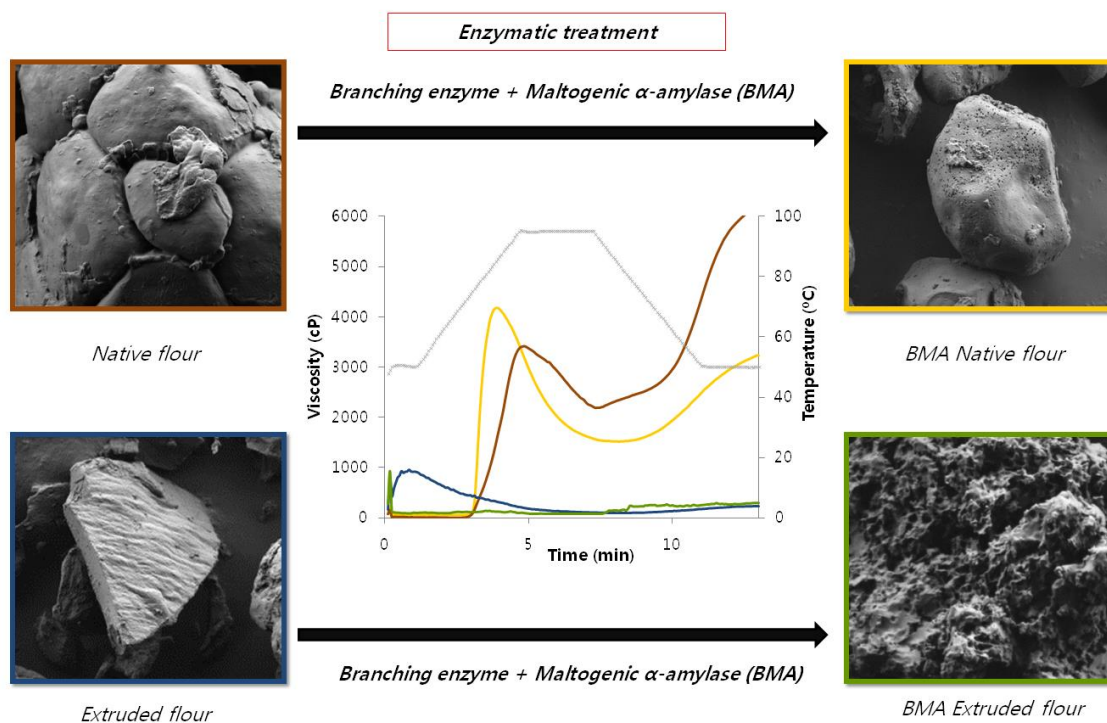 Enzymatic treatment
Branching enzyme + Maltogenic α-amylase (BMA)
Native flour
BMA Native flour
6000
5000
4000
3000
2000
1000
0
Viscosity (cP)
100
80
60
40
20
0
Temperature (ºC)
0
5
10
Time (min)
Branching enzyme + Maltogenic α-amylase (BMA)
Extruded flour
BMA Extruded flour